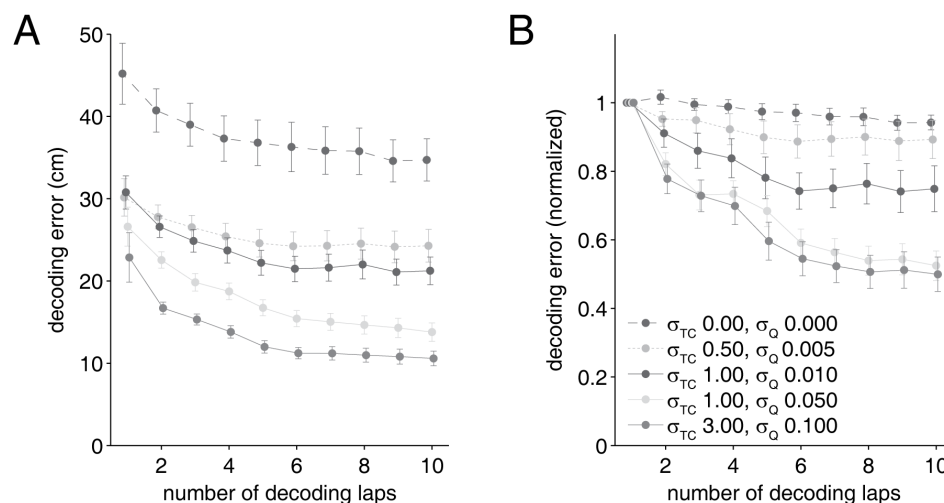 A
B
50
40
30
20
10
0
decoding error (cm)
2 4 6 8 10
number of decoding laps
1
0.8
0.6
0.4
0.2
0
decoding error (normalized)
σTC 0.00, σQ 0.000
σTC 0.50, σQ 0.005
σTC 1.00, σQ 0.010
σTC 1.00, σQ 0.050
σTC 3.00, σQ 0.100
2 4 6 8 10
number of decoding laps